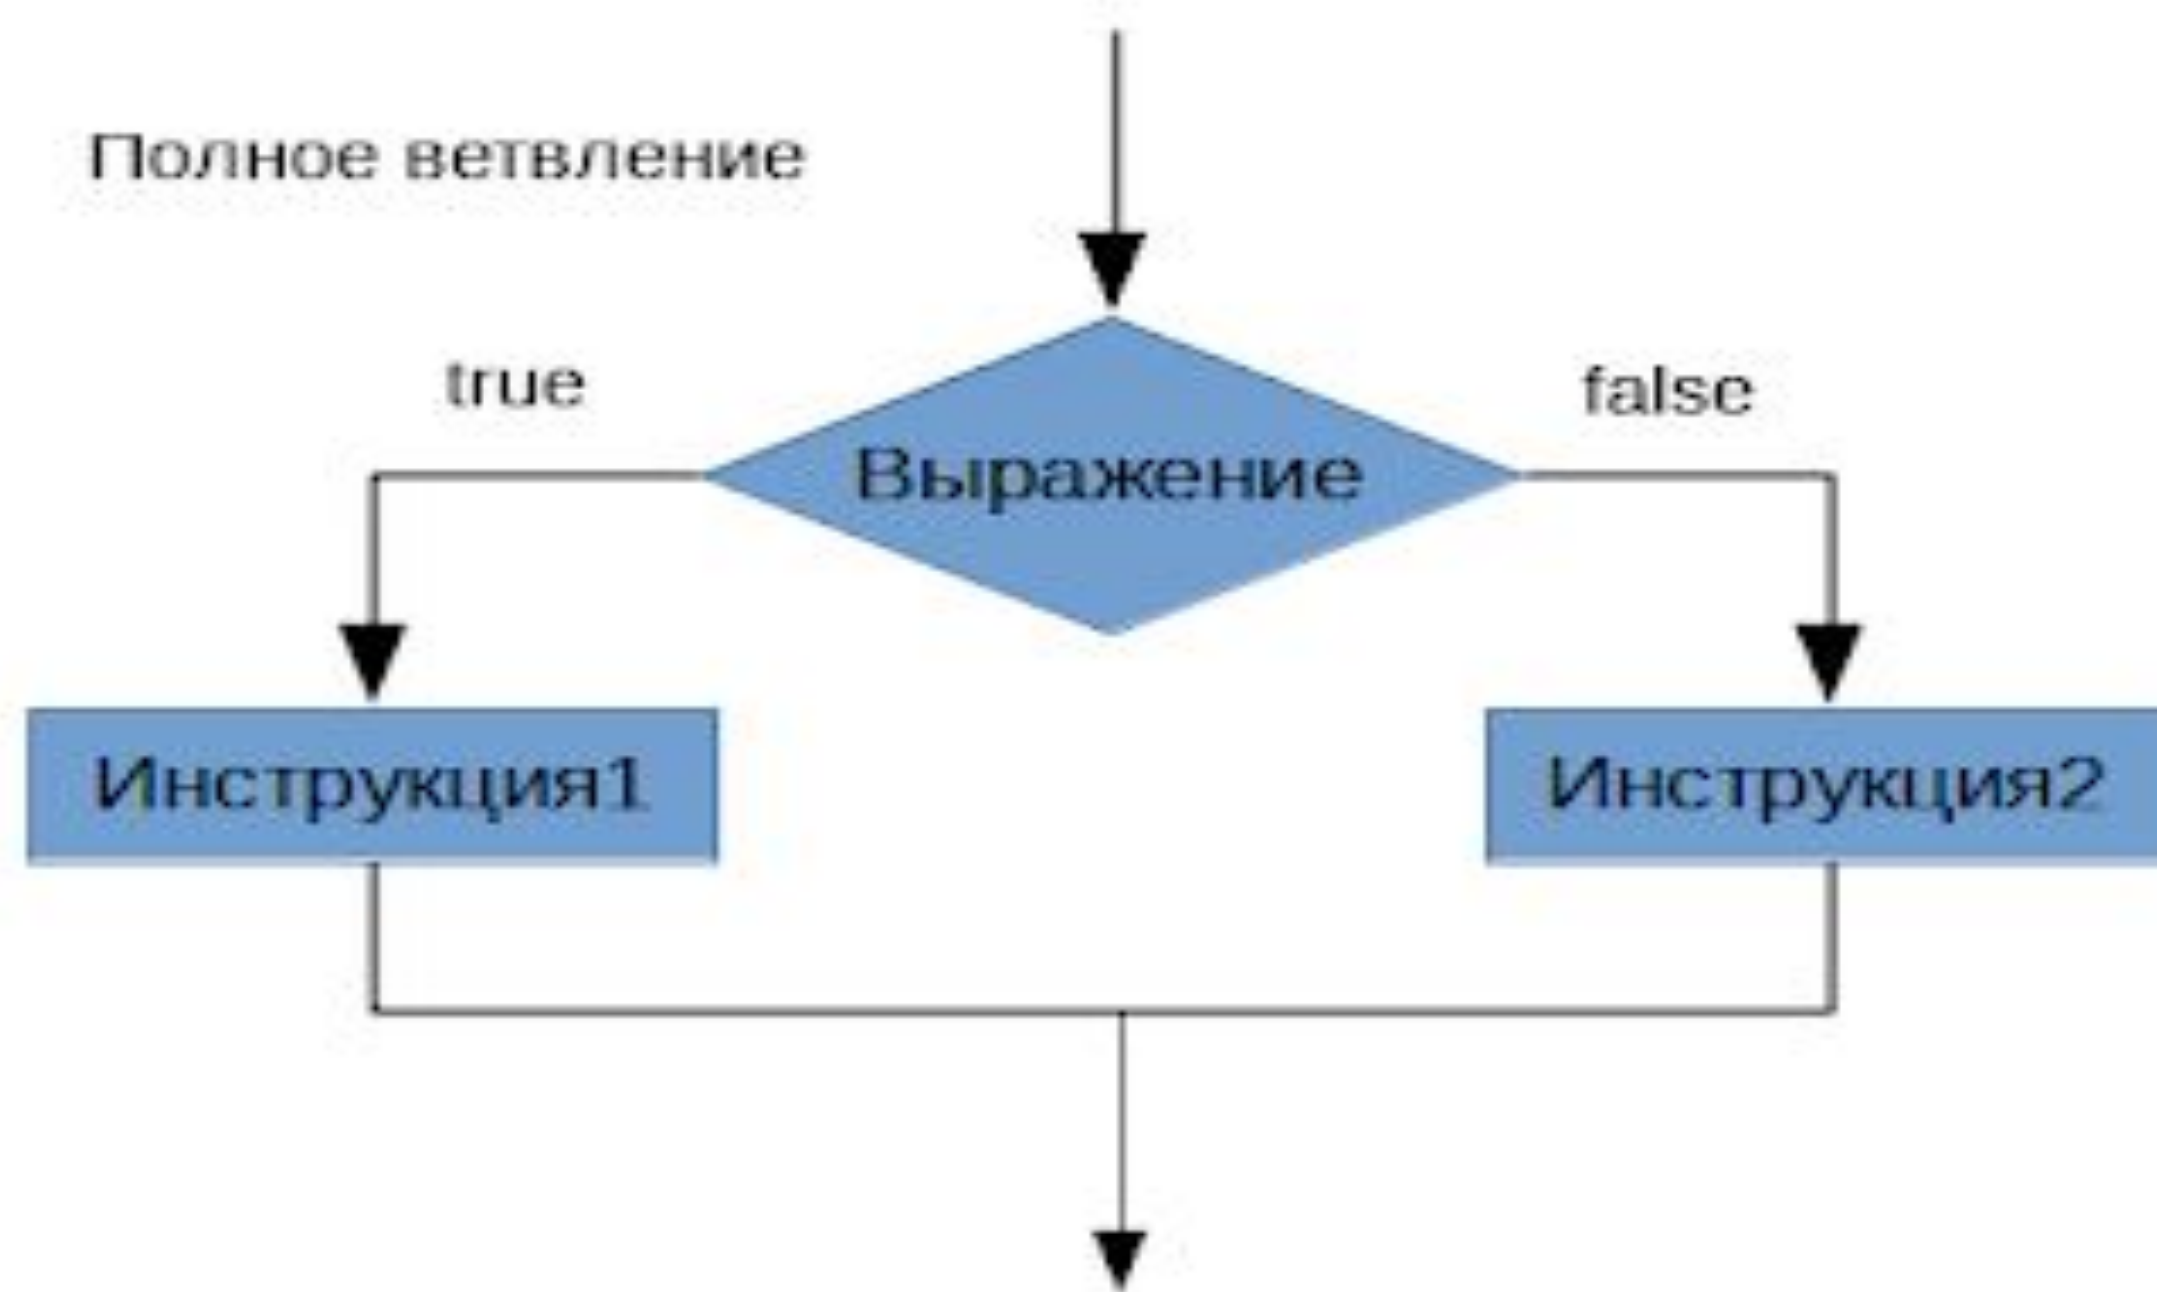 Полное ветвление
true
false
Выражение
Инструкция1
Инструкция2